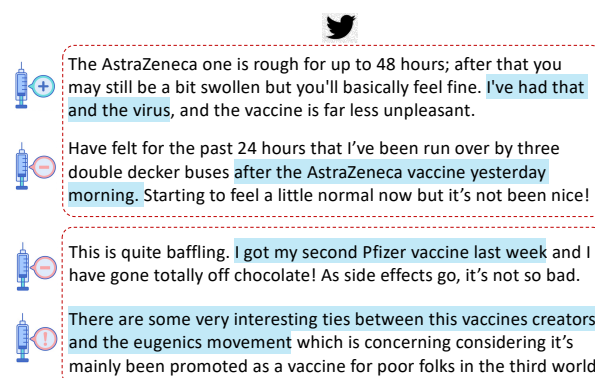 The AstraZeneca one is rough for up to 48 hours; after that you
may still be a bit swollen but you'll basically feel fine. I've had that
and the virus, and the vaccine is far less unpleasant.
Have felt for the past 24 hours that I've been run over by three
double decker buses after the AstraZeneca vaccine yesterday
morning. Starting to feel a little normal now but it's not been nice!
This is quite baffling. I got my second Pfizer vaccine last week and I
have gone totally off chocolate! As side effects go, it's not so bad.
There are some very interesting ties between this vaccines creators
and the eugenics movement which is concerning considering it's
mainly been promoted as a vaccine for poor folks in the third world